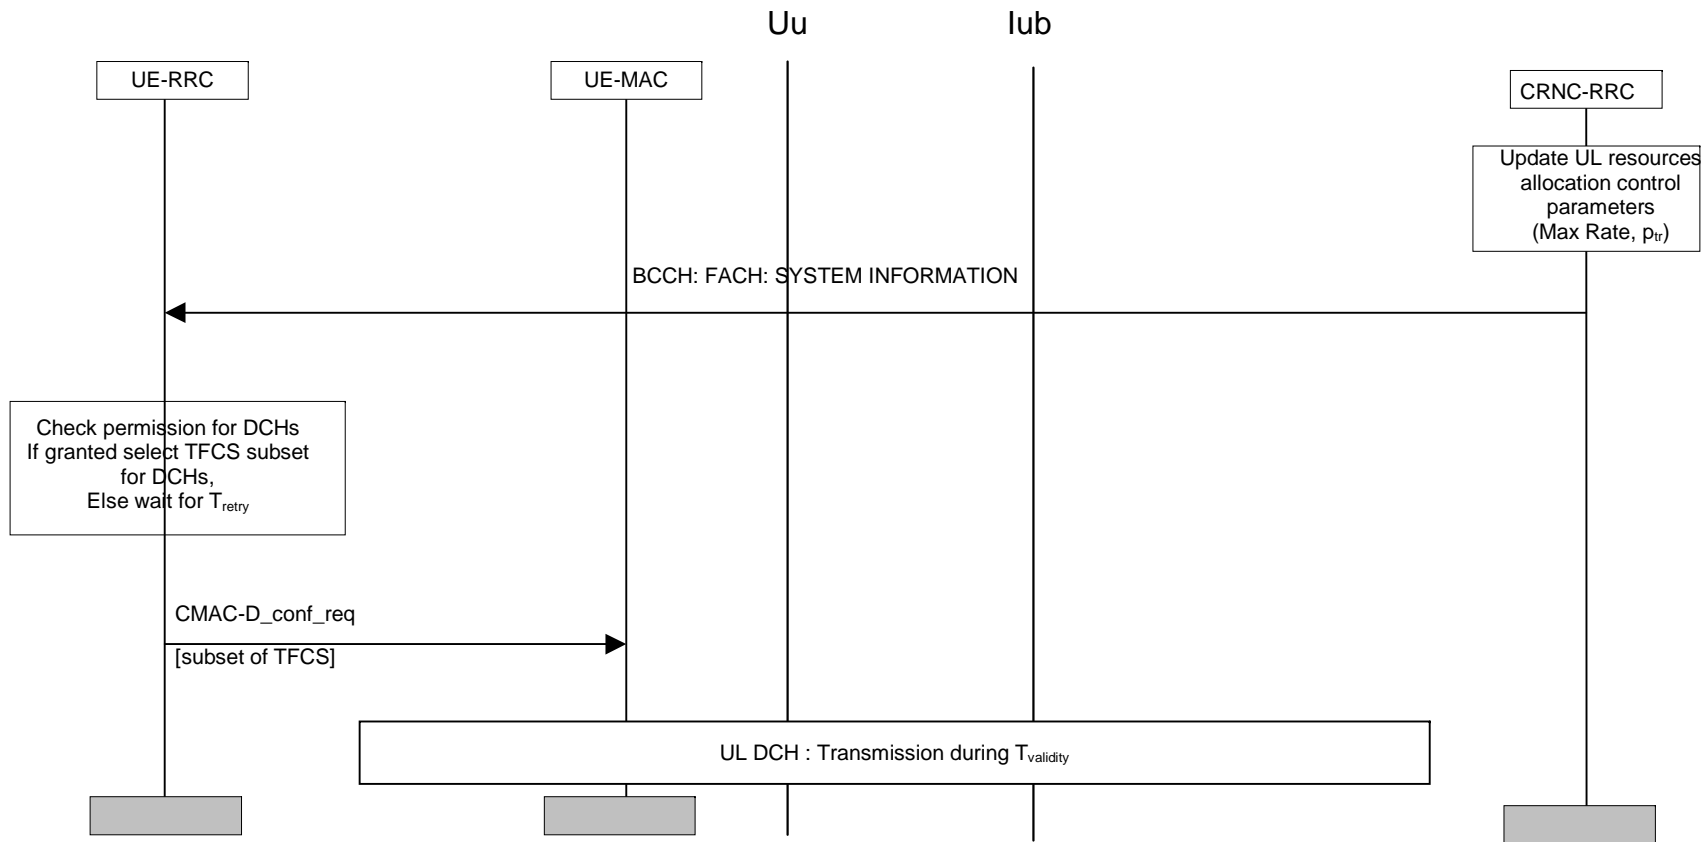 Uu
Iub
UE-RRC
UE-MAC
CRNC-RRC
Update UL resources
allocation control
parameters
(Max Rate, ptr)
BCCH: FACH: SYSTEM INFORMATION
Check permission for DCHs
If granted select TFCS subset
for DCHs,
Else wait for Tretry
CMAC-D_conf_req
[subset of TFCS]
UL DCH : Transmission during Tvalidity